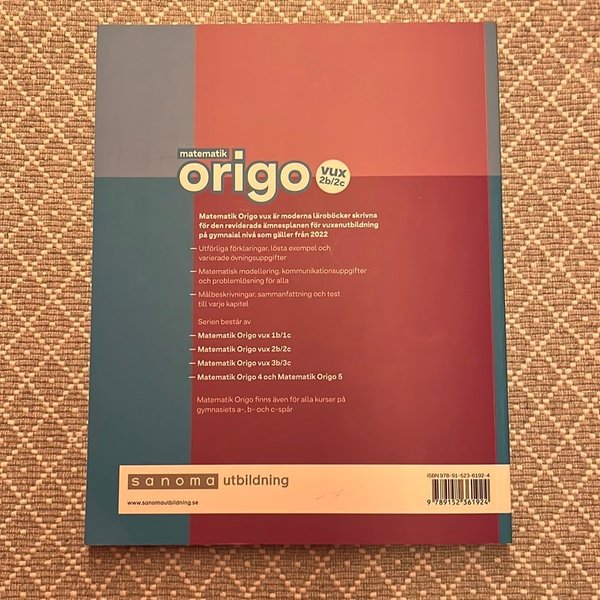 matematik
origo
vux
2b/2c
Matematik Origo vux är moderna läroböcker skrivna
för den reviderade ämnesplanen för vuxenutbildning
på gymnaial nivå som gäller från 2022
— Utförliga förklaringar, lösta exempel och
varierade övningsuppgifter
— Matematisk modellering, kommunikationsuppgifter
och problemlösning för alla
— Målbeskrivningar, sammanfattning och test
till varje kapitel
Serien består av
— Matematik Origo vux 1b/1c
— Matematik Origo vux 2b/2c
— Matematik Origo vux 3b/3c
— Matematik Origo 4 och Matematik Origo 5
Matematik Origo finns även för alla kurser på
gymnasiets a-, b- och c-spår
sanoma utbildning
www.sanomautbildning.se
ISBN 978-91-523-6192-4
9 789152 361924